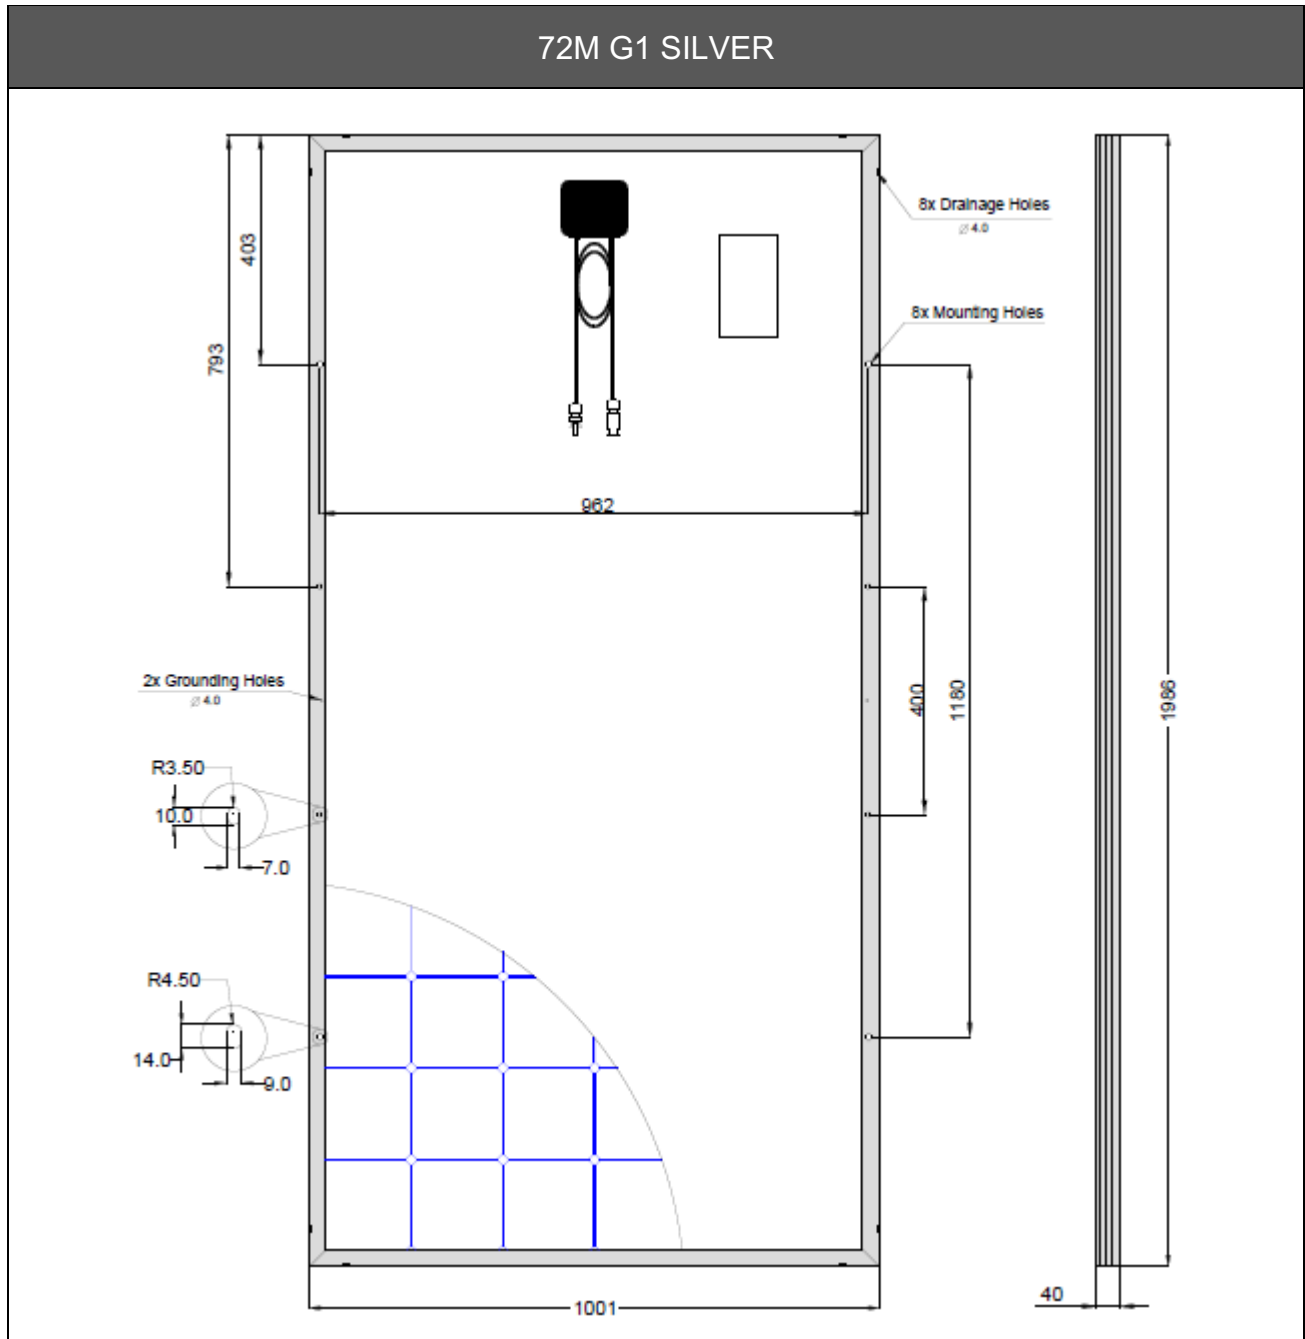 72M G1 SILVER
8x Drainage Holes
∅ 4.0
403
8x Mounting Holes
793
962
2x Grounding Holes
∅ 4.0
400
1180
1986
R3.50
10.0
7.0
R4.50
14.0
9.0
40
1001